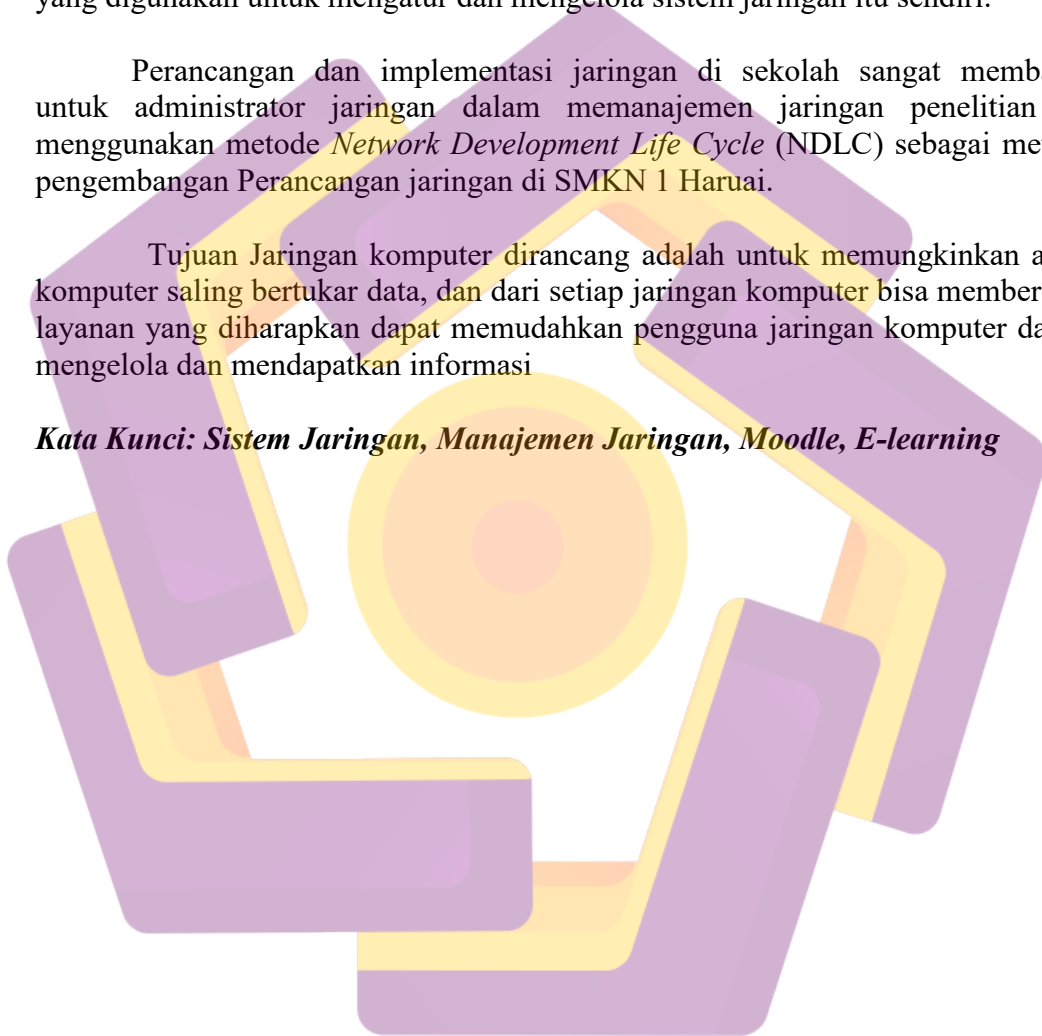 yang digunakan untuk mengatur dan mengelola sistem jaringan itu sendiri.
Perancangan dan implementasi jaringan di sekolah sangat
untuk administrator jaringan dalam memanajemen jaringan penelitian
menggunakan metode Network Development Life Cycle (NDLC) sebagai
pengembangan Perancangan jaringan di SMKN 1 Haruai.
Tujuan Jaringan komputer dirancang adalah untuk memungkinkan
komputer saling bertukar data, dan dari setiap jaringan komputer bisa
layanan yang diharapkan dapat memudahkan pengguna jaringan komputer
mengelola dan mendapatkan informasi
Kata Kunci: Sistem Jaringan, Manajemen Jaringan, Moodle, E-learning